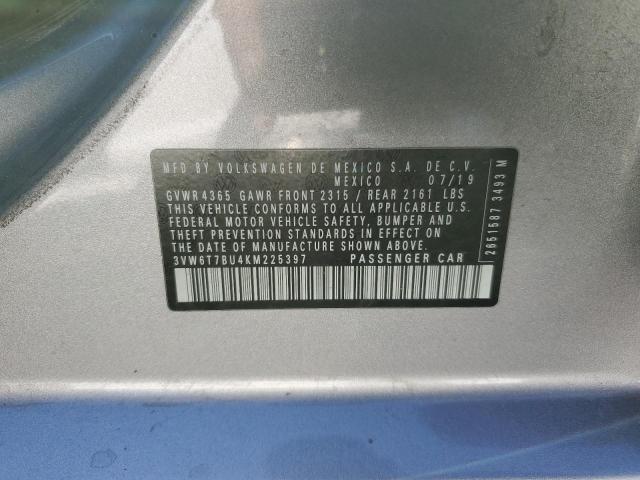 MFD BY VOLKSWAGEN DE MEXICO S.A. DE C.V.
MEXICO 07/19
GVWR 4365 GAWR FRONT 2315 / REAR 2161 LBS
THIS VEHICLE CONFORMS TO ALL APPLICABLE U.S.
FEDERAL MOTOR VEHICLE SAFETY, BUMPER AND
THEFT PREVENTION STANDARDS IN EFFECT ON
THE DATE OF MANUFACTURE SHOWN ABOVE.
3VW6T7BU4KM225397 PASSENGER CAR
2651587 3493 M